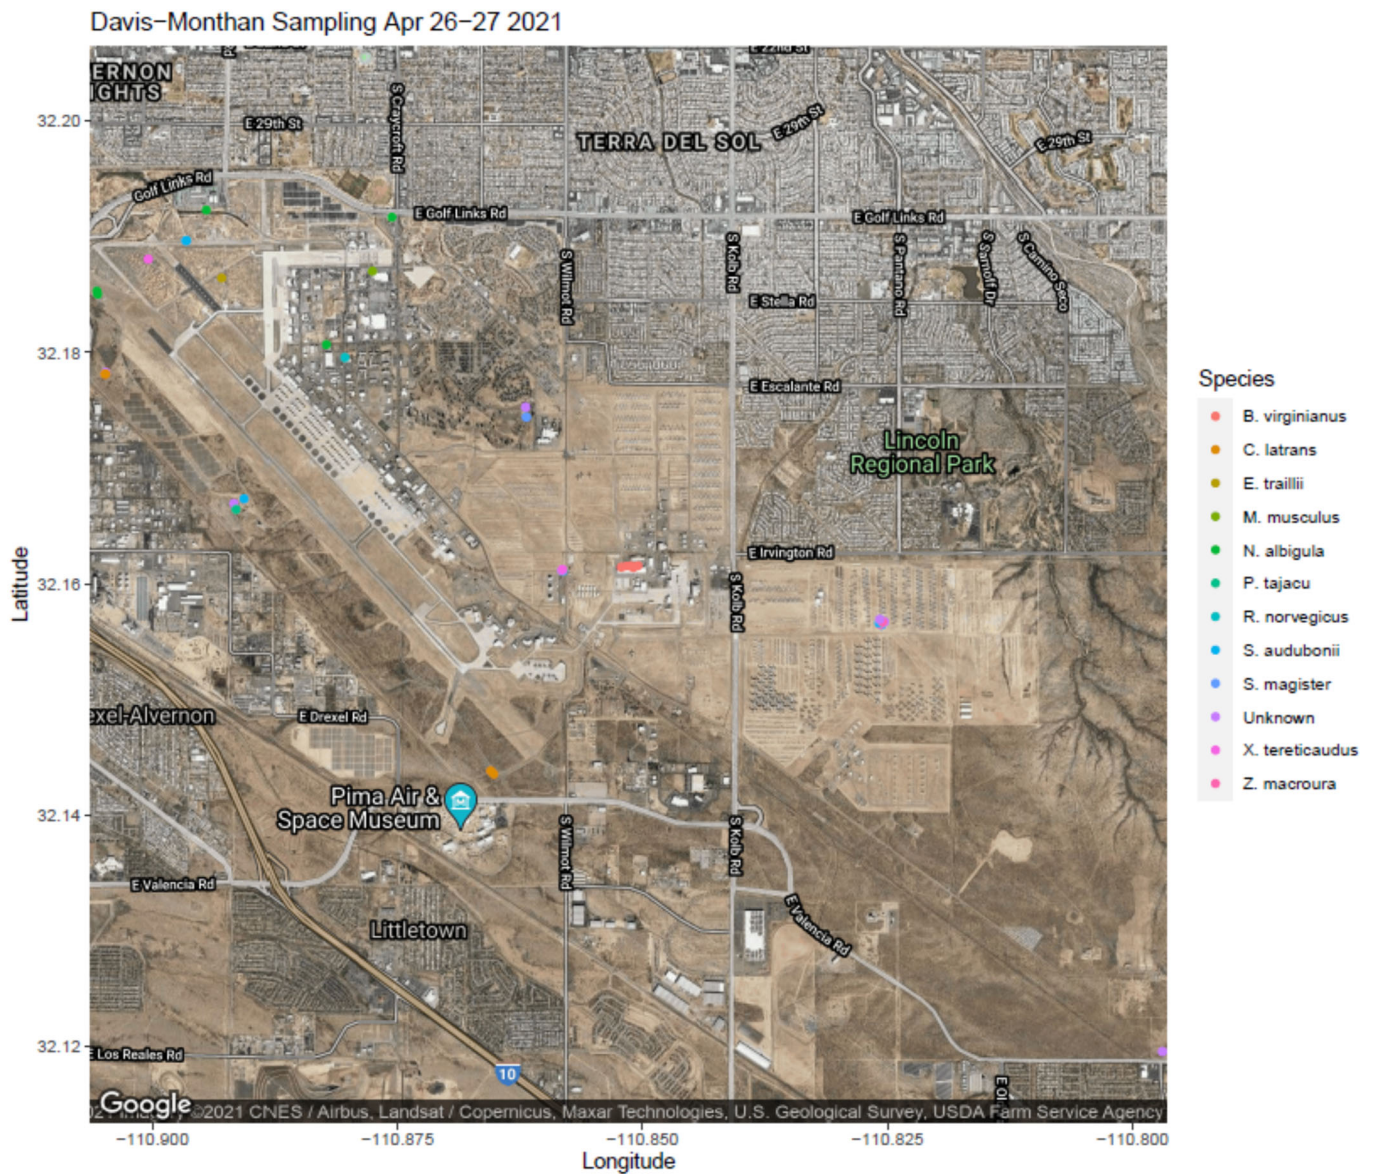 Davis−Monthan Sampling Apr 26−27 2021
E 22nd St
ERNON
IGHTS
S Craycroft Rd
E 29th St
TERRA DEL SOL
E 29th St
E 29th St
32.20
Golf Links Rd
E Golf Links Rd
E Golf Links Rd
S Wilmot Rd
S Kolb Rd
S Pantano Rd
S Sarnoff Dr
S Camino Seco
E Stella Rd
32.18
E Escalante Rd
Lincoln
Regional Park
E Irvington Rd
32.16
S Kolb Rd
Latitude
exel-Alvernon
E Drexel Rd
Pima Air &
Space Museum
32.14
S Wilmot Rd
S Kolb Rd
E Valencia Rd
E Valencia Rd
Littletown
32.12
E Los Reales Rd
10
Google
©2021 CNES / Airbus, Landsat / Copernicus, Maxar Technologies, U.S. Geological Survey, USDA Farm Service Agency
−110.900
−110.875
−110.850
−110.825
−110.800
Longitude
Species
B. virginianus
C. latrans
E. traillii
M. musculus
N. albigula
P. tajacu
R. norvegicus
S. audubonii
S. magister
Unknown
X. tereticaudus
Z. macroura